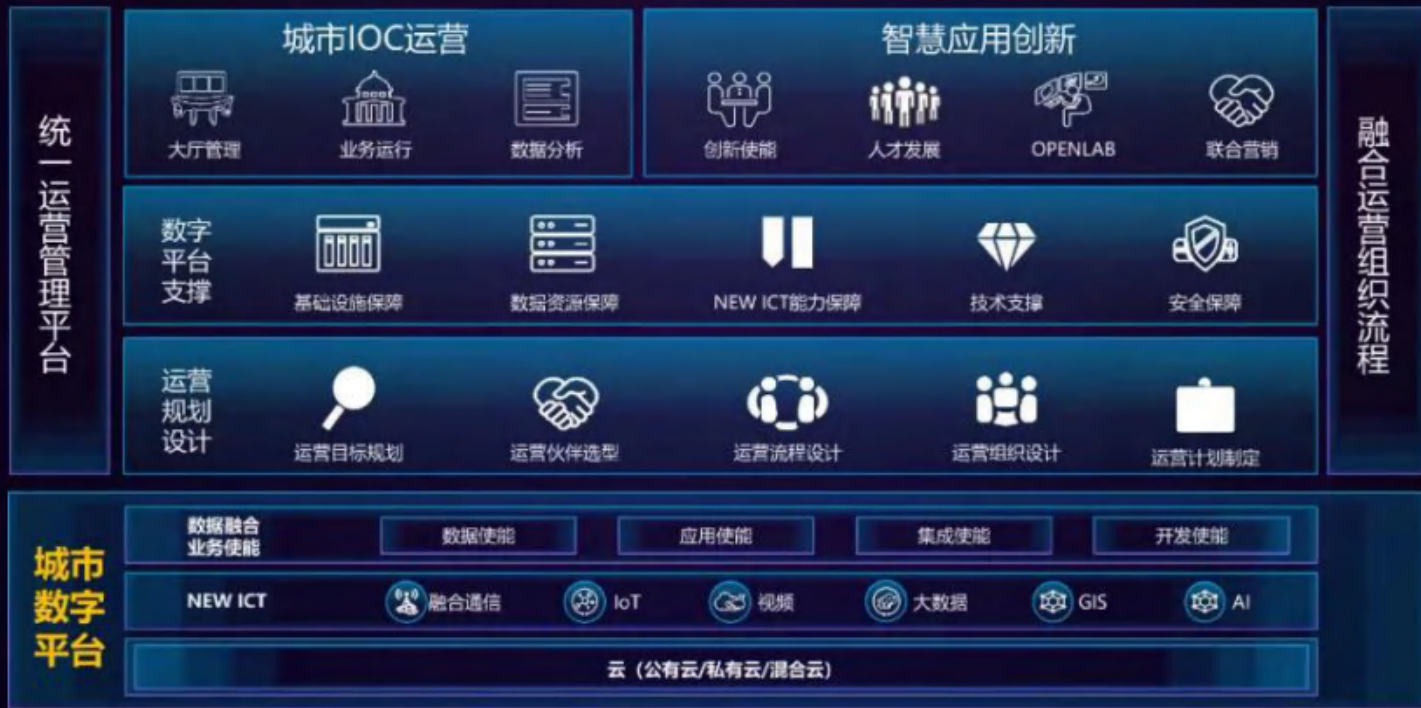 统一运营管理平台
城市IOC运营
大厅管理 业务运行 数据分析
智慧应用创新
创新使能 人才发展 OPENLAB 联合营销
融合运营组织流程
数字
平台
支撑
基础设施保障 数据资源保障 NEW ICT能力保障 技术支撑 安全保障
运营
规划
设计
运营目标规划 运营伙伴选型 运营流程设计 运营组织设计 运营计划制定
城市
数字
平台
数据融合
业务使能
数据使能 应用使能 集成使能 开发使能
NEW ICT 融合通信 IoT 视频 大数据 GIS AI
云（公有云/私有云/混合云）